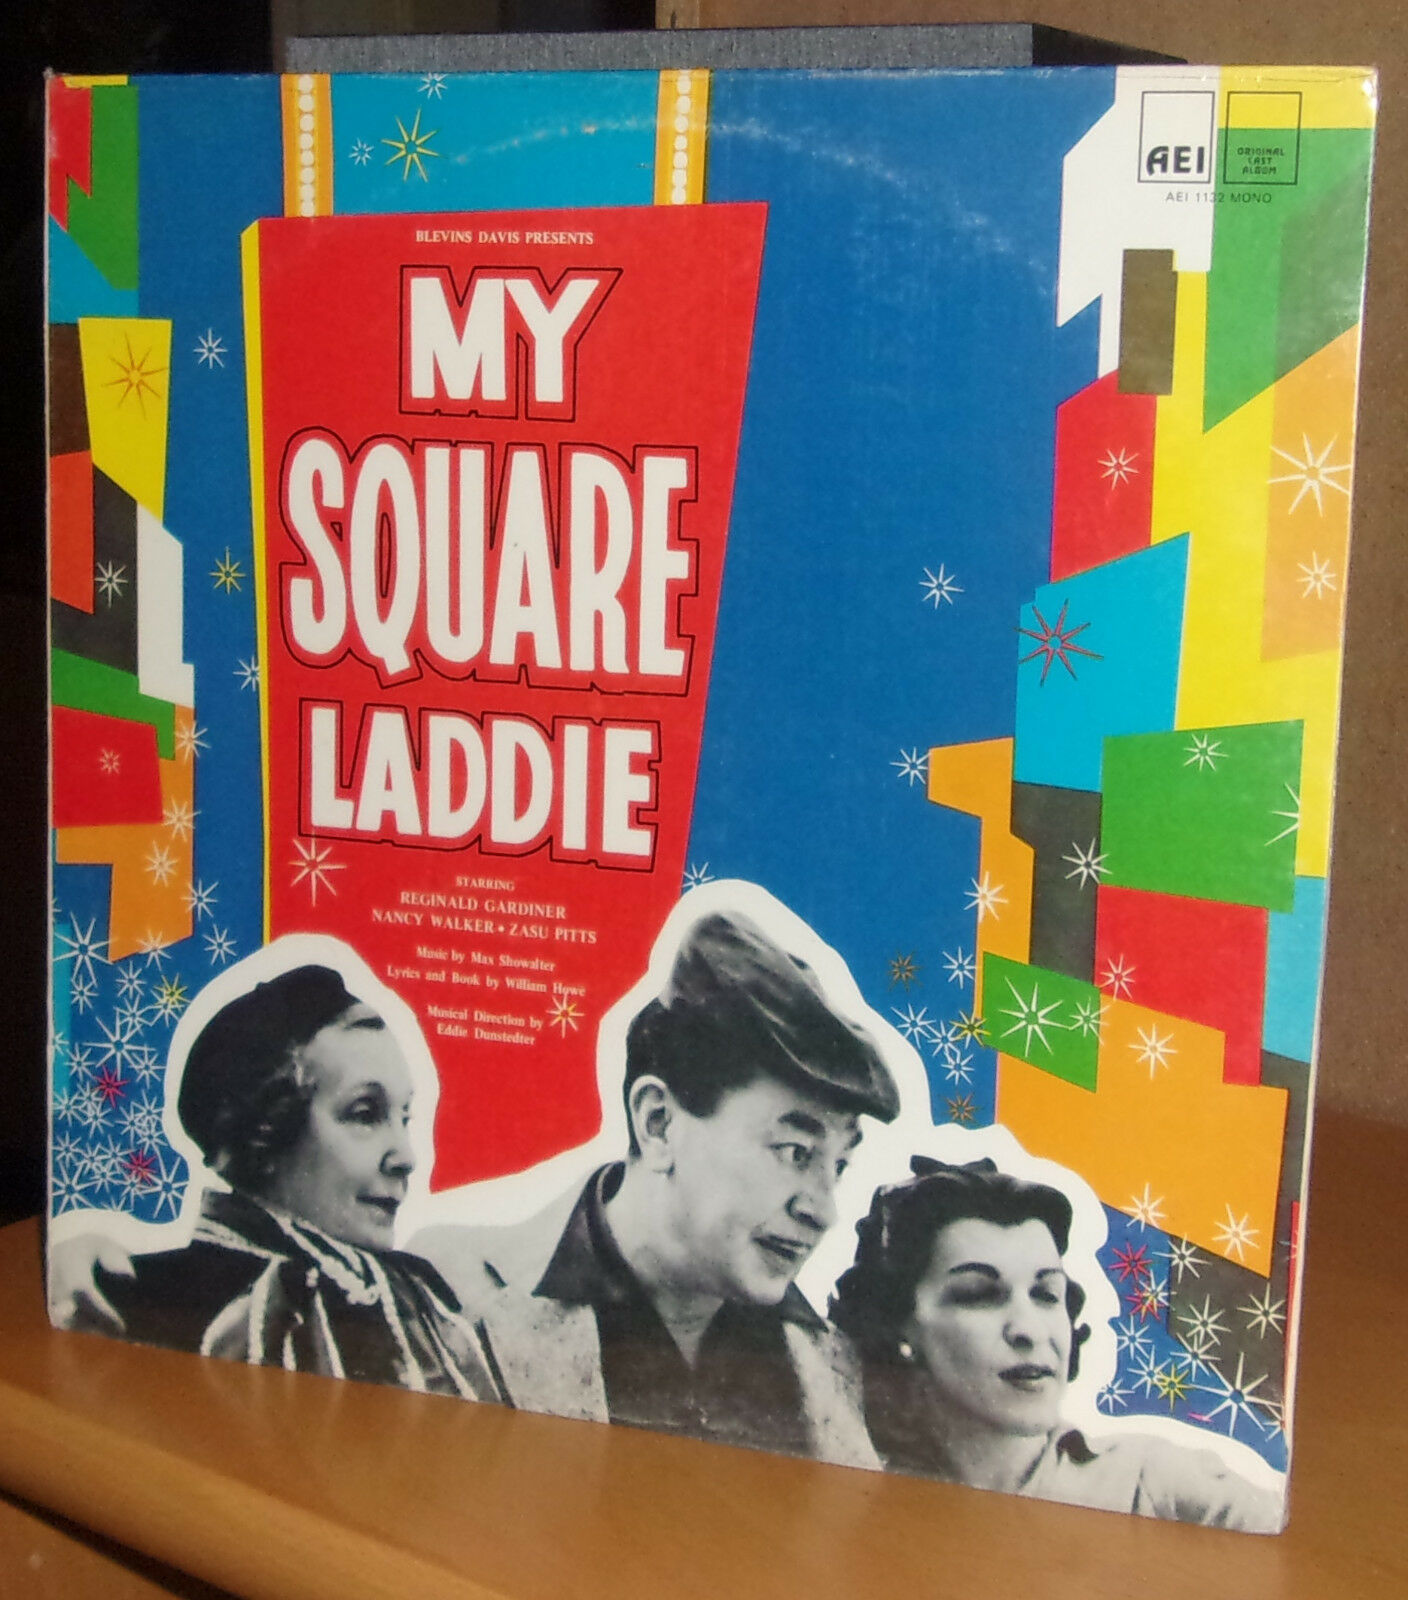 AEI
ORIGINAL
CAST
ALBUM
AEI 1132 MONO
BLEVINS DAVIS PRESENTS
MY
SQUARE
LADDIE
STARRING
REGINALD GARDINER
NANCY WALKER • ZASU PITTS
Music by Max Showalter
Lyrics and Book by William Howe
Musical Direction by
Eddie Dunstedter